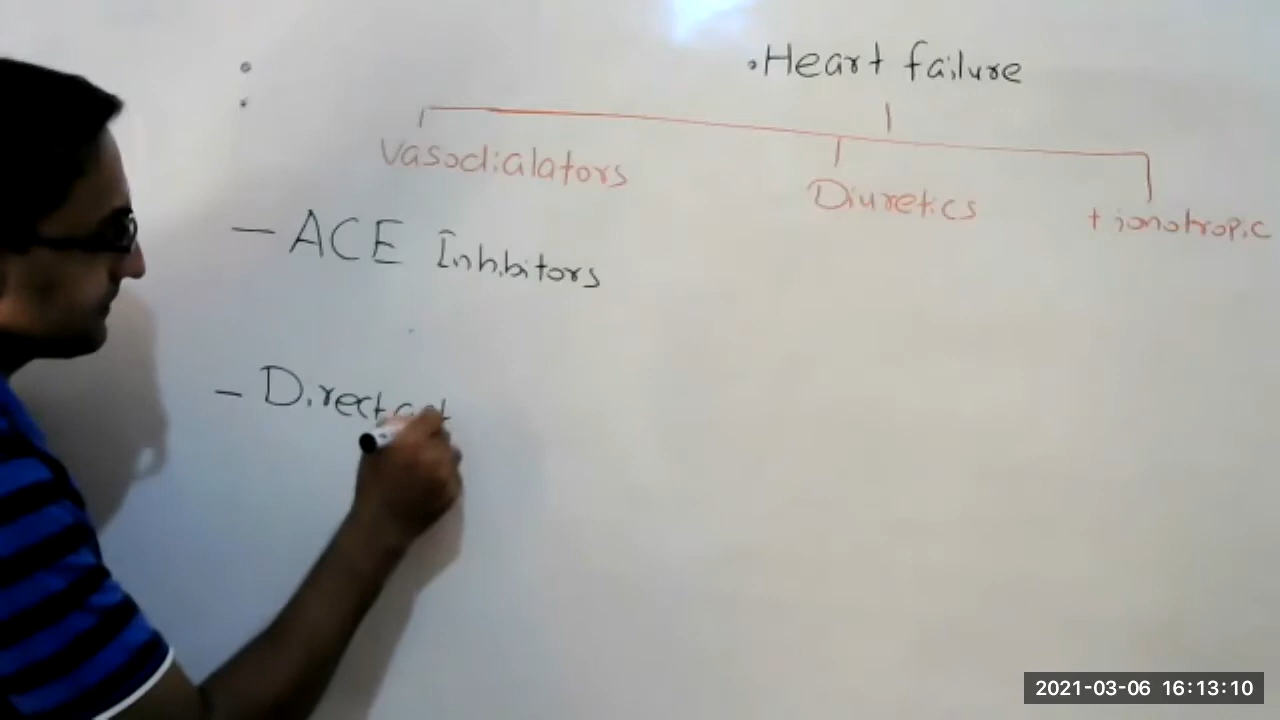 Heart failure
Vasodialators
Diuretics
+ ionotropic
- ACE Inhibitors
- Direct
2021-03-06 16:13:10